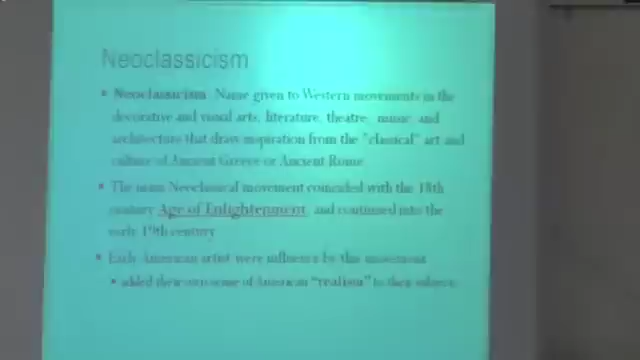 Neoclassicism
• Neoclassicism: Name given to Western movements in the
decorative and visual arts, literature, theatre, music, and
architecture that draw inspiration from the "classical" art and
culture of Ancient Greece or Ancient Rome
• The main Neoclassical movement coincided with the 18th
century Age of Enlightenment, and continued into the
early 19th century
• Early American artist were influence by this movement
• added their own sense of American "realism" to their subjects